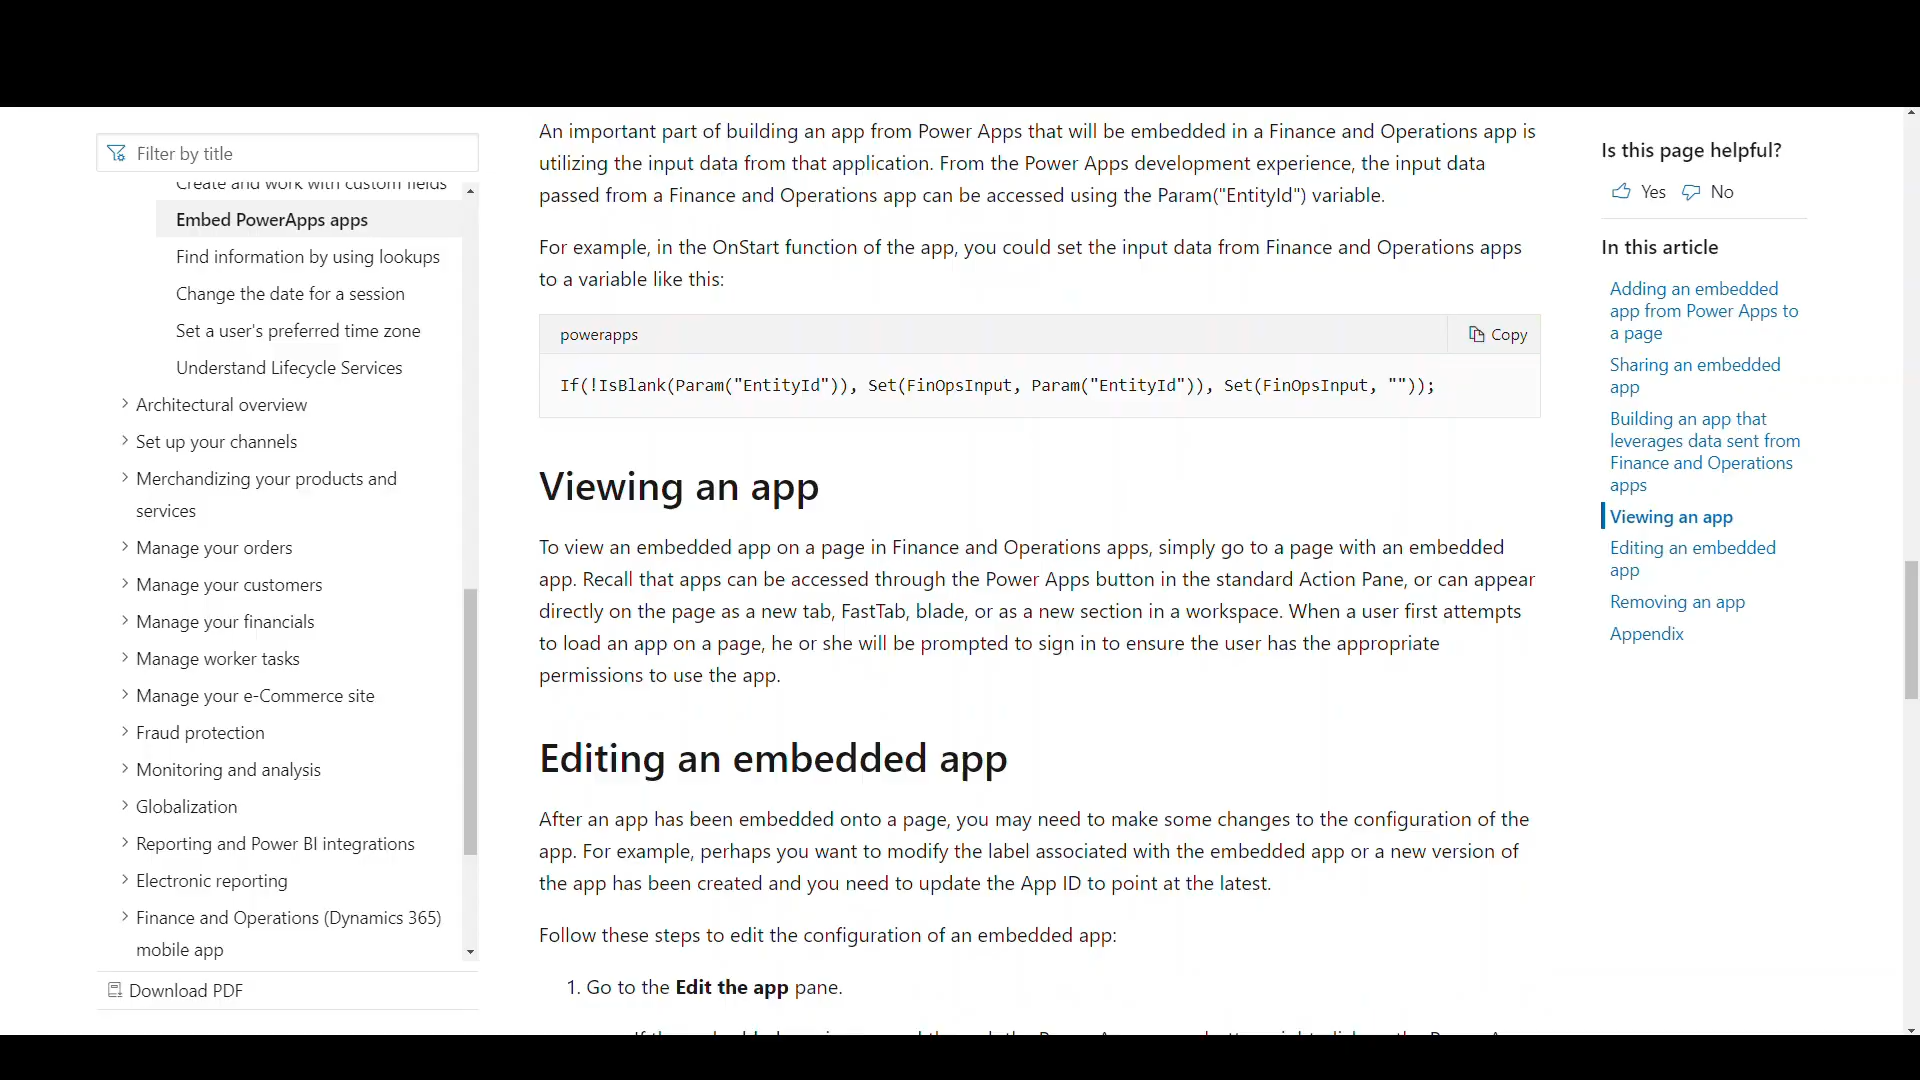 Filter by title
Create and work with custom fields
Embed PowerApps apps
Find information by using lookups
Change the date for a session
Set a user's preferred time zone
Understand Lifecycle Services
Architectural overview
Set up your channels
Merchandizing your products and
services
Manage your orders
Manage your customers
Manage your financials
Manage worker tasks
Manage your e-Commerce site
Fraud protection
Monitoring and analysis
Globalization
Reporting and Power BI integrations
Electronic reporting
Finance and Operations (Dynamics 365)
mobile app
Download PDF
An important part of building an app from Power Apps that will be embedded in a Finance and Operations app is
utilizing the input data from that application. From the Power Apps development experience, the input data
passed from a Finance and Operations app can be accessed using the Param("EntityId") variable.
For example, in the OnStart function of the app, you could set the input data from Finance and Operations apps
to a variable like this:
powerapps
Copy
If(!IsBlank(Param("EntityId")), Set(FinOpsInput, Param("EntityId")), Set(FinOpsInput, ""));
Viewing an app
To view an embedded app on a page in Finance and Operations apps, simply go to a page with an embedded
app. Recall that apps can be accessed through the Power Apps button in the standard Action Pane, or can appear
directly on the page as a new tab, FastTab, blade, or as a new section in a workspace. When a user first attempts
to load an app on a page, he or she will be prompted to sign in to ensure the user has the appropriate
permissions to use the app.
Editing an embedded app
After an app has been embedded onto a page, you may need to make some changes to the configuration of the
app. For example, perhaps you want to modify the label associated with the embedded app or a new version of
the app has been created and you need to update the App ID to point at the latest.
Follow these steps to edit the configuration of an embedded app:
1. Go to the Edit the app pane.
Is this page helpful?
Yes No
In this article
Adding an embedded
app from Power Apps to
a page
Sharing an embedded
app
Building an app that
leverages data sent from
Finance and Operations
apps
Viewing an app
Editing an embedded
app
Removing an app
Appendix